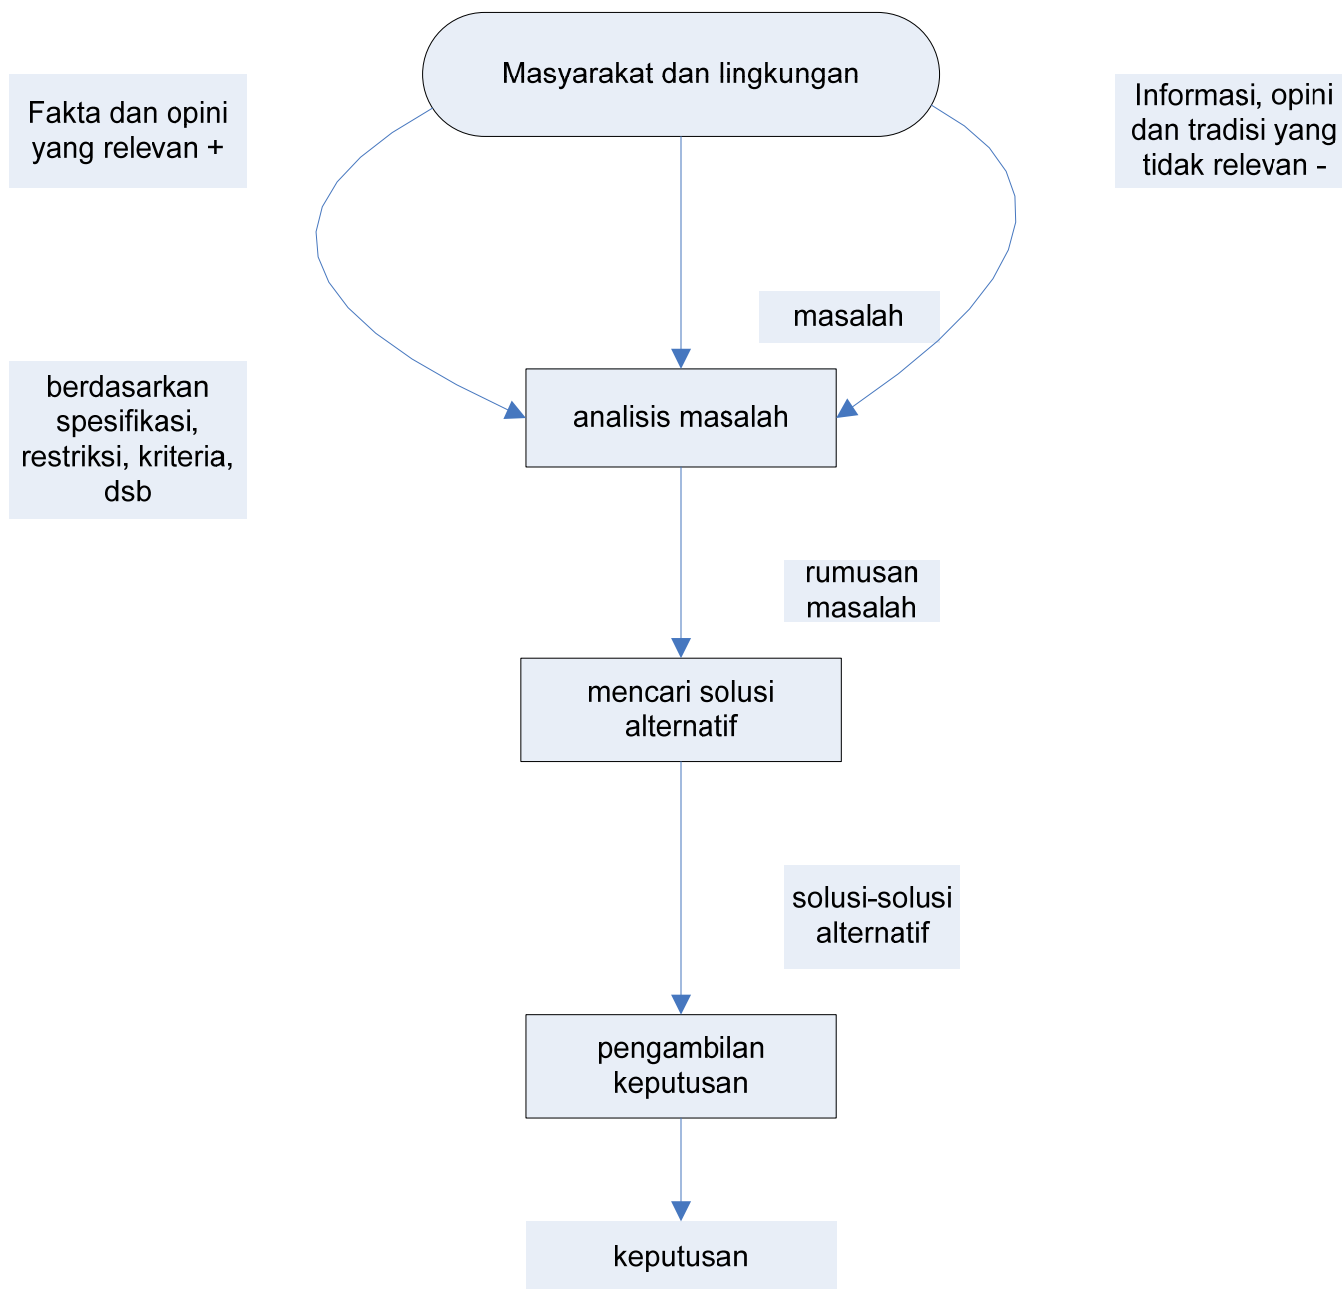 Masyarakat dan lingkungan
Fakta dan opini
yang relevan +
Informasi, opini
dan tradisi yang
tidak relevan -
masalah
berdasarkan
spesifikasi,
restriksi, kriteria,
dsb
analisis masalah
rumusan
masalah
mencari solusi
alternatif
solusi-solusi
alternatif
pengambilan
keputusan
keputusan